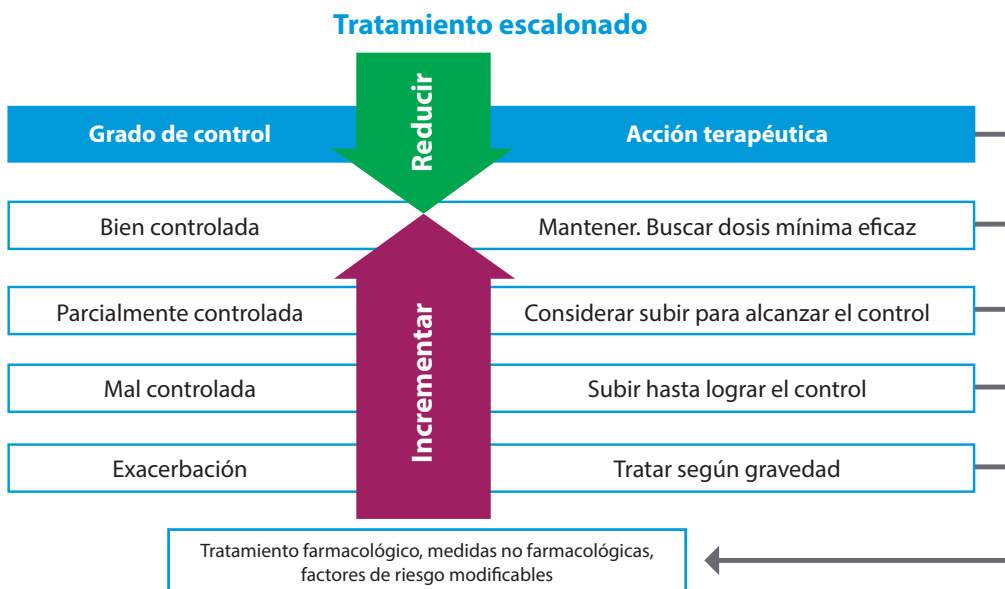 Tratamiento escalonado
Reducir
Grado de control
Acción terapéutica
Bien controlada
Mantener. Buscar dosis mínima eficaz
Incrementar
Parcialmente controlada
Considerar subir para alcanzar el control
Mal controlada
Subir hasta lograr el control
Exacerbación
Tratar según gravedad
Tratamiento farmacológico, medidas no farmacológicas,
factores de riesgo modificables